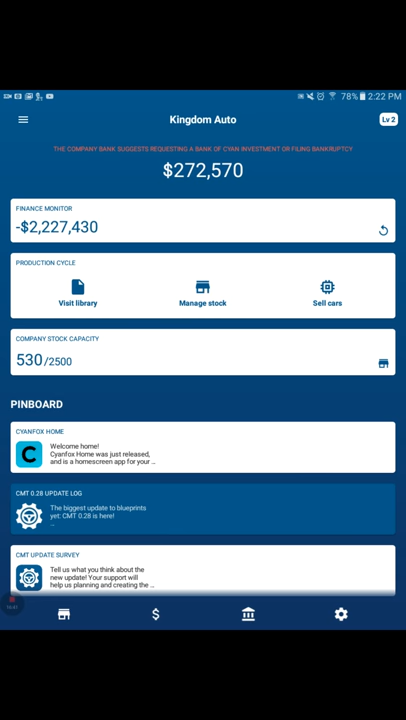 78% 2:22 PM
Kingdom Auto
Lv 2
THE COMPANY BANK SUGGESTS REQUESTING A BANK OF CYAN INVESTMENT OR FILING BANKRUPTCY
$272,570
FINANCE MONITOR
-$2,227,430
PRODUCTION CYCLE
Visit library
Manage stock
Sell cars
COMPANY STOCK CAPACITY
530/2500
PINBOARD
CYANFOX HOME
C
Welcome home!
Cyanfox Home was just released,
and is a homescreen app for your ...
CMT 0.28 UPDATE LOG
The biggest update to blueprints
yet: CMT 0.28 is here!
..
CMT UPDATE SURVEY
Tell us what you think about the
new update! Your support will
help us planning and creating the ...
$